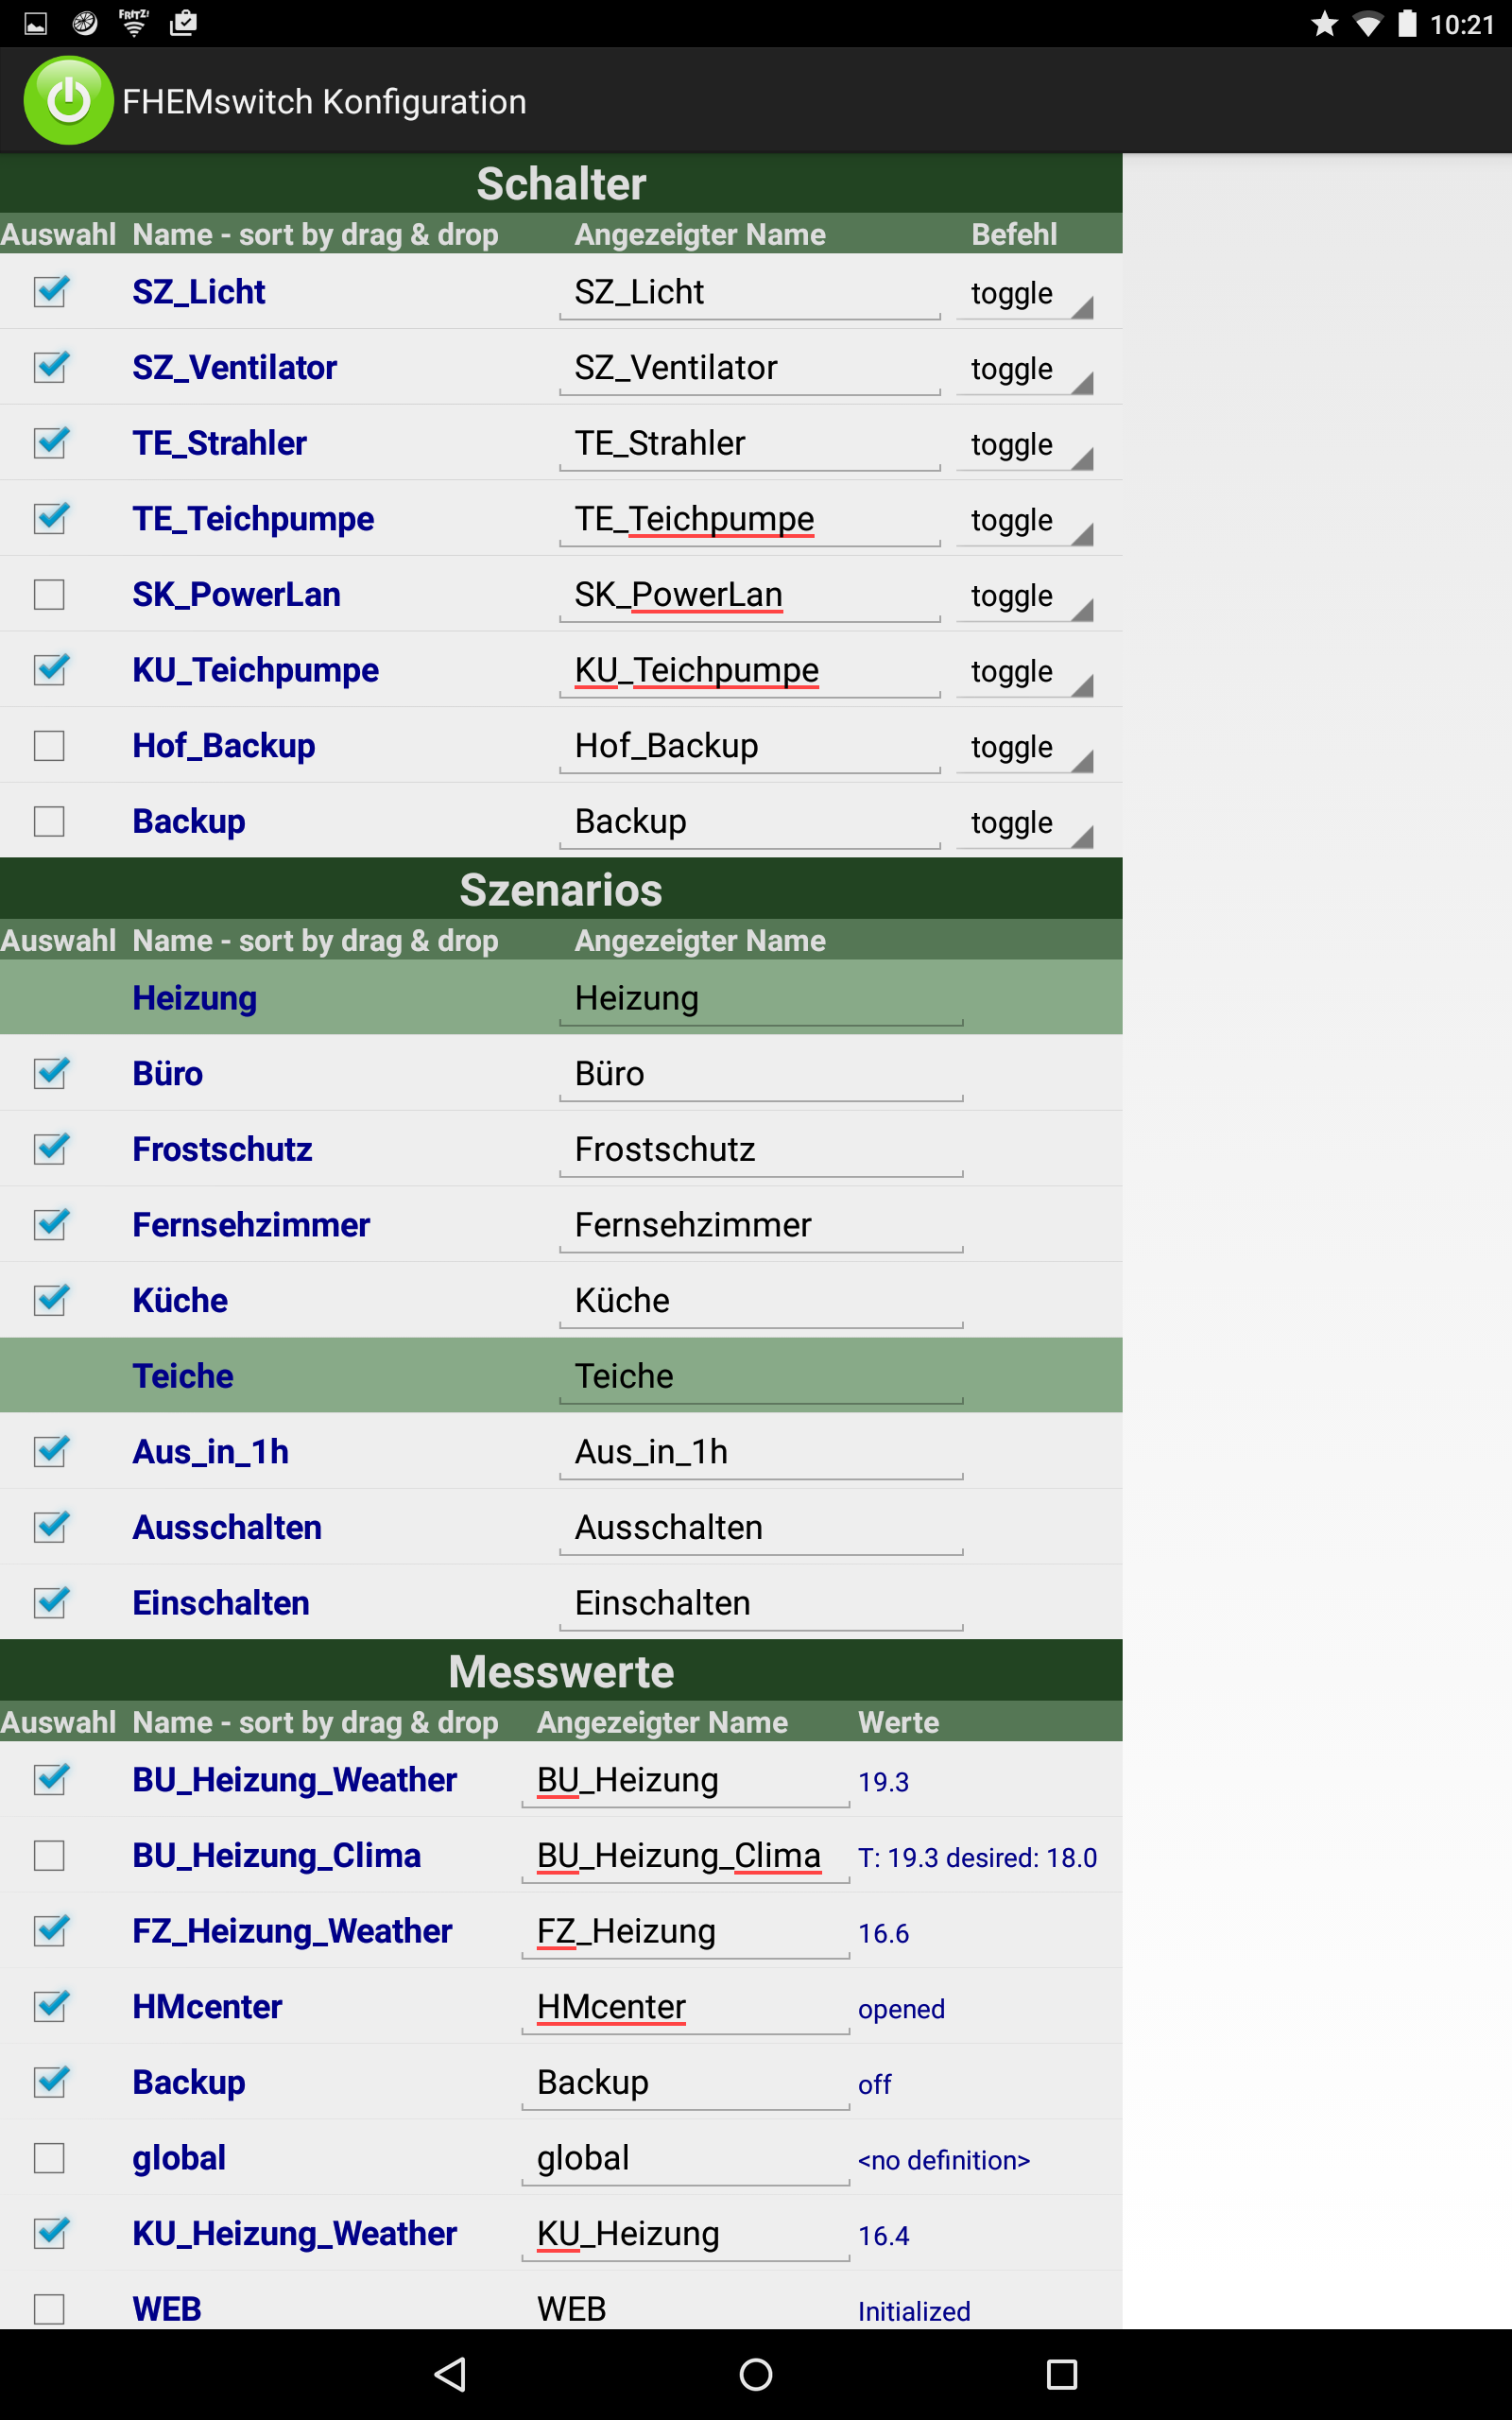 FRITZ!
10:21
FHEMswitch Konfiguration
Schalter
Auswahl Name - sort by drag & drop Angezeigter Name Befehl
SZ_Licht SZ_Licht toggle
SZ_Ventilator SZ_Ventilator toggle
TE_Strahler TE_Strahler toggle
TE_Teichpumpe TE_Teichpumpe toggle
SK_PowerLan SK_PowerLan toggle
KU_Teichpumpe KU_Teichpumpe toggle
Hof_Backup Hof_Backup toggle
Backup Backup toggle
Szenarios
Auswahl Name - sort by drag & drop Angezeigter Name
Heizung Heizung
Büro Büro
Frostschutz Frostschutz
Fernsehzimmer Fernsehzimmer
Küche Küche
Teiche Teiche
Aus_in_1h Aus_in_1h
Ausschalten Ausschalten
Einschalten Einschalten
Messwerte
Auswahl Name - sort by drag & drop Angezeigter Name Werte
BU_Heizung_Weather BU_Heizung 19.3
BU_Heizung_Clima BU_Heizung_Clima T: 19.3 desired: 18.0
FZ_Heizung_Weather FZ_Heizung 16.6
HMcenter HMcenter opened
Backup Backup off
global global <no definition>
KU_Heizung_Weather KU_Heizung 16.4
WEB WEB Initialized